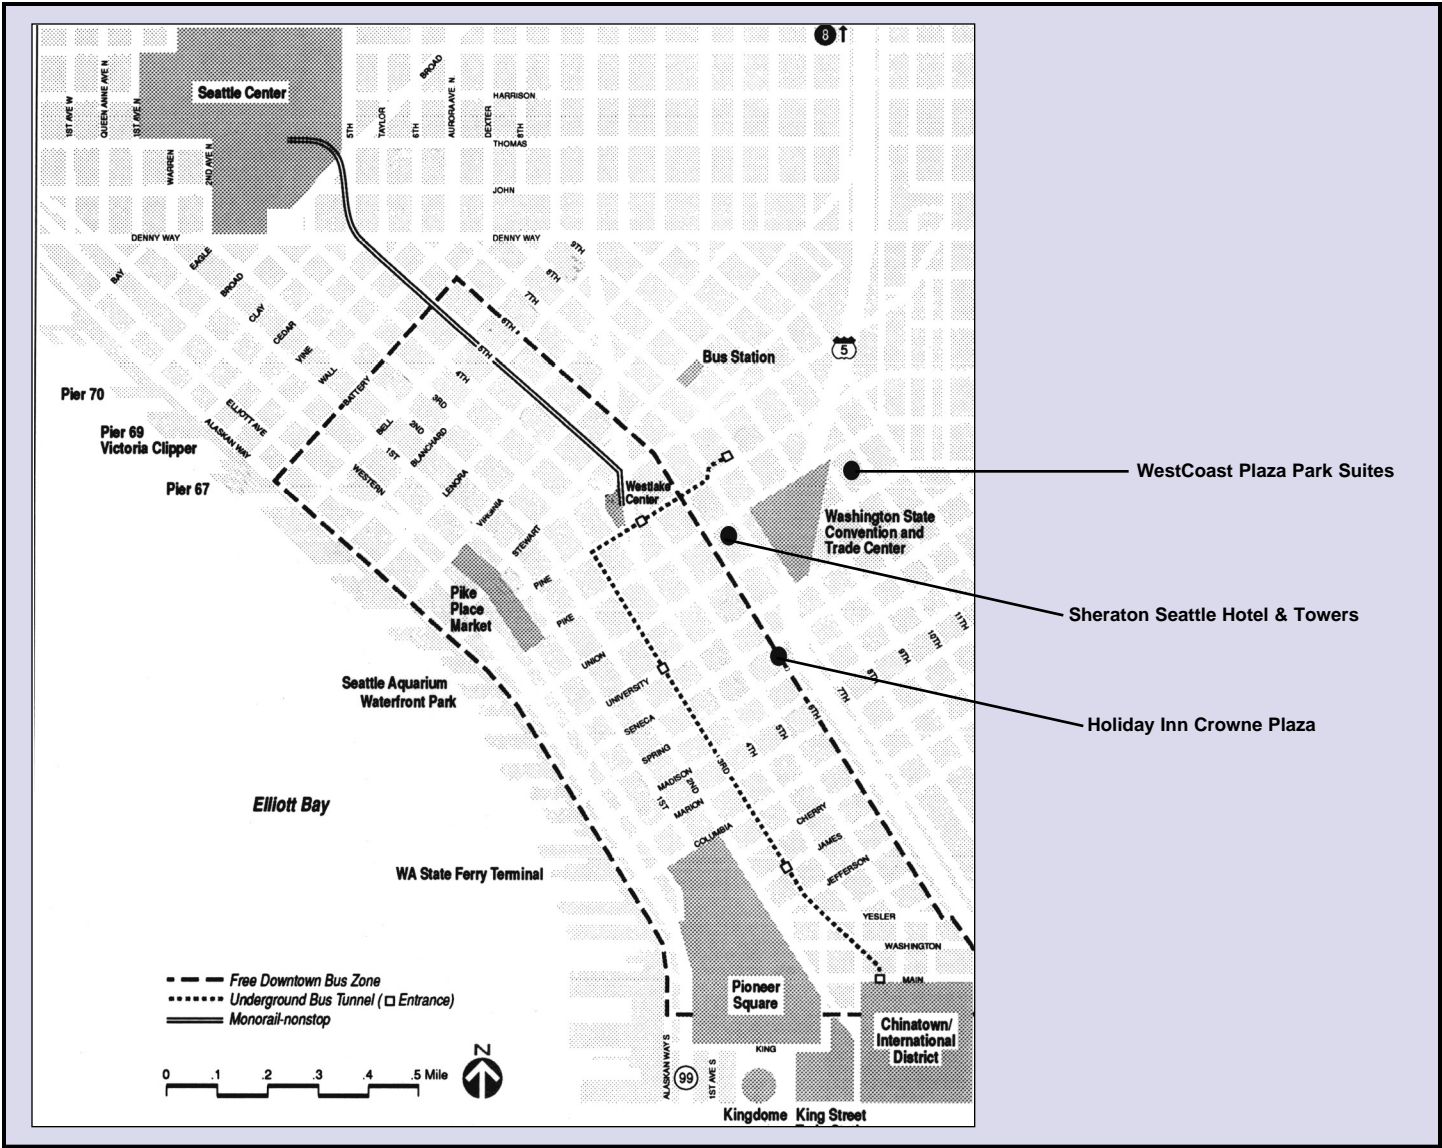 8
Seattle Center
1ST AVE W
QUEEN ANNE AVE N
1ST AVE N
WARREN
2ND AVE N
5TH
TAYLOR
6TH
BROAD
AURORA AVE N
DEXTER
8TH
HARRISON
THOMAS
JOHN
DENNY WAY
DENNY WAY
BAY
EAGLE
BROAD
CLAY
CEDAR
VINE
WALL
BATTERY
BELL
BLANCHARD
LENORA
VIRGINIA
STEWART
PINE
PIKE
UNION
UNIVERSITY
SENECA
SPRING
MADISON
MARION
COLUMBIA
9TH
8TH
7TH
6TH
5TH
4TH
3RD
2ND
1ST
WESTERN
ELLIOTT AVE
ALASKAN WAY
Bus Station
5
Pier 70
Pier 69
Victoria Clipper
Pier 67
Westlake
Center
WestCoast Plaza Park Suites
Washington State
Convention and
Trade Center
Sheraton Seattle Hotel & Towers
Pike
Place
Market
Holiday Inn Crowne Plaza
Seattle Aquarium
Waterfront Park
11TH
10TH
9TH
8TH
7TH
6TH
5TH
4TH
3RD
2ND
1ST
Elliott Bay
CHERRY
JAMES
JEFFERSON
YESLER
WASHINGTON
MAIN
WA State Ferry Terminal
Free Downtown Bus Zone
Underground Bus Tunnel ( Entrance)
Monorail-nonstop
Pioneer
Square
Chinatown/
International
District
KING
ALASKAN WAY S
99
1ST AVE S
N
0 .1 .2 .3 .4 .5 Mile
Kingdome
King Street